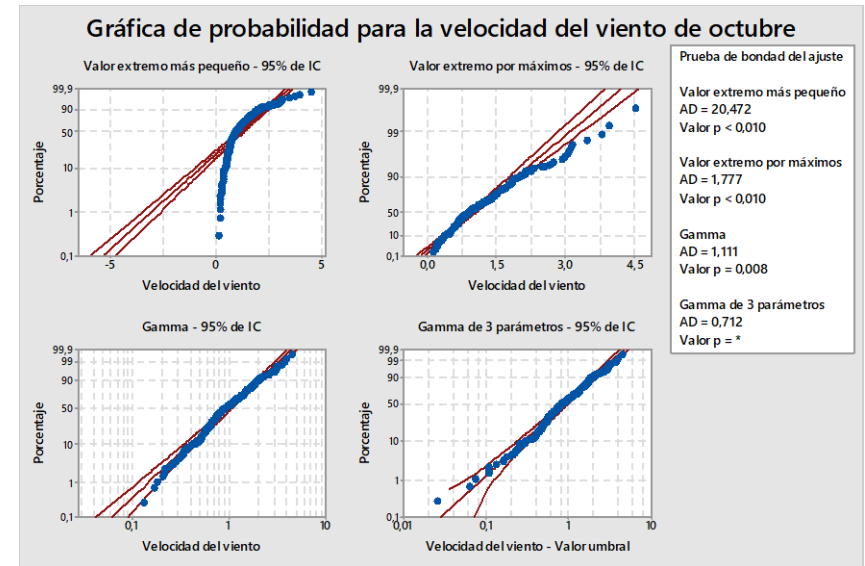 Gráfica de probabilidad para la velocidad del viento de octubre
Valor extremo más pequeño - 95% de IC
99,9
90
50
10
1
0,1
Porcentaje
-5
0
5
Velocidad del viento
Valor extremo por máximos - 95% de IC
99,9
99
90
50
10
0,1
Porcentaje
0,0
1,5
3,0
4,5
Velocidad del viento
Gamma - 95% de IC
99,9
99
90
50
10
1
0,1
Porcentaje
0,1
1
10
Velocidad del viento
Gamma de 3 parámetros - 95% de IC
99,9
99
90
50
10
1
0,1
Porcentaje
0,01
0,1
1
10
Velocidad del viento - Valor umbral
Prueba de bondad del ajuste
Valor extremo más pequeño
AD = 20,472
Valor p < 0,010
Valor extremo por máximos
AD = 1,777
Valor p < 0,010
Gamma
AD = 1,111
Valor p = 0,008
Gamma de 3 parámetros
AD = 0,712
Valor p = *